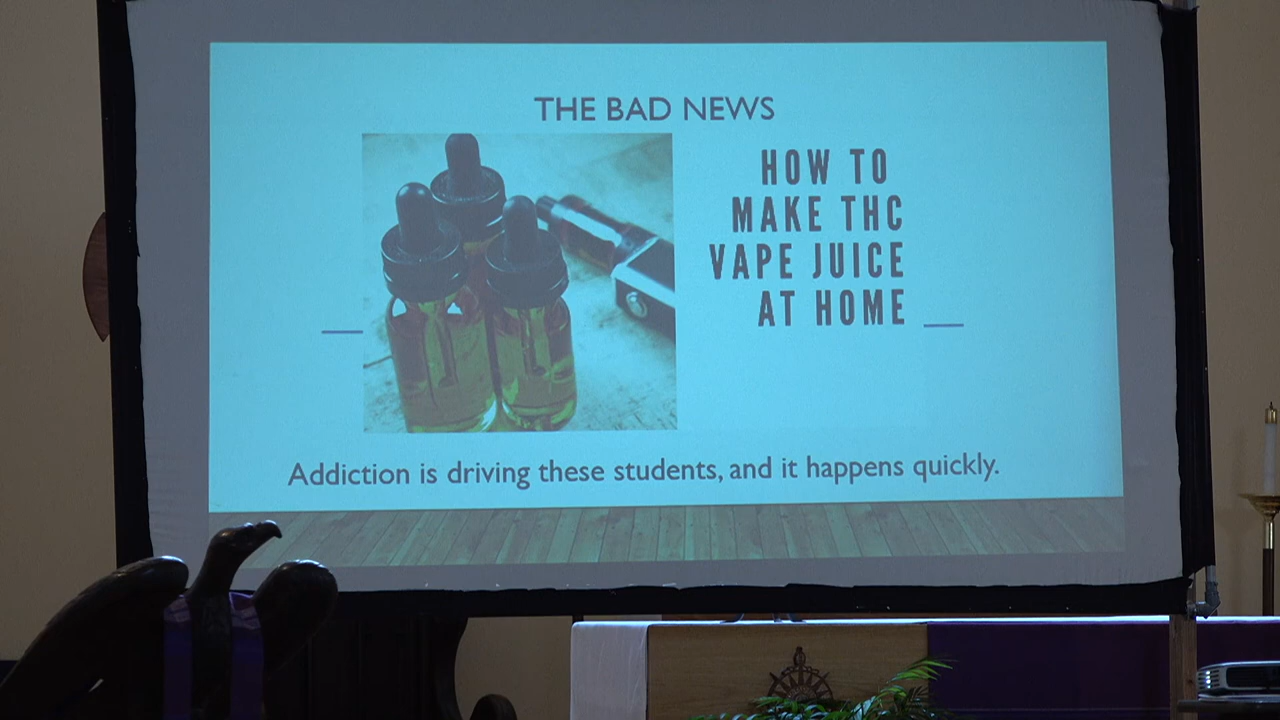 THE BAD NEWS
HOW TO
MAKE THC
VAPE JUICE
AT HOME
Addiction is driving these students, and it happens quickly.